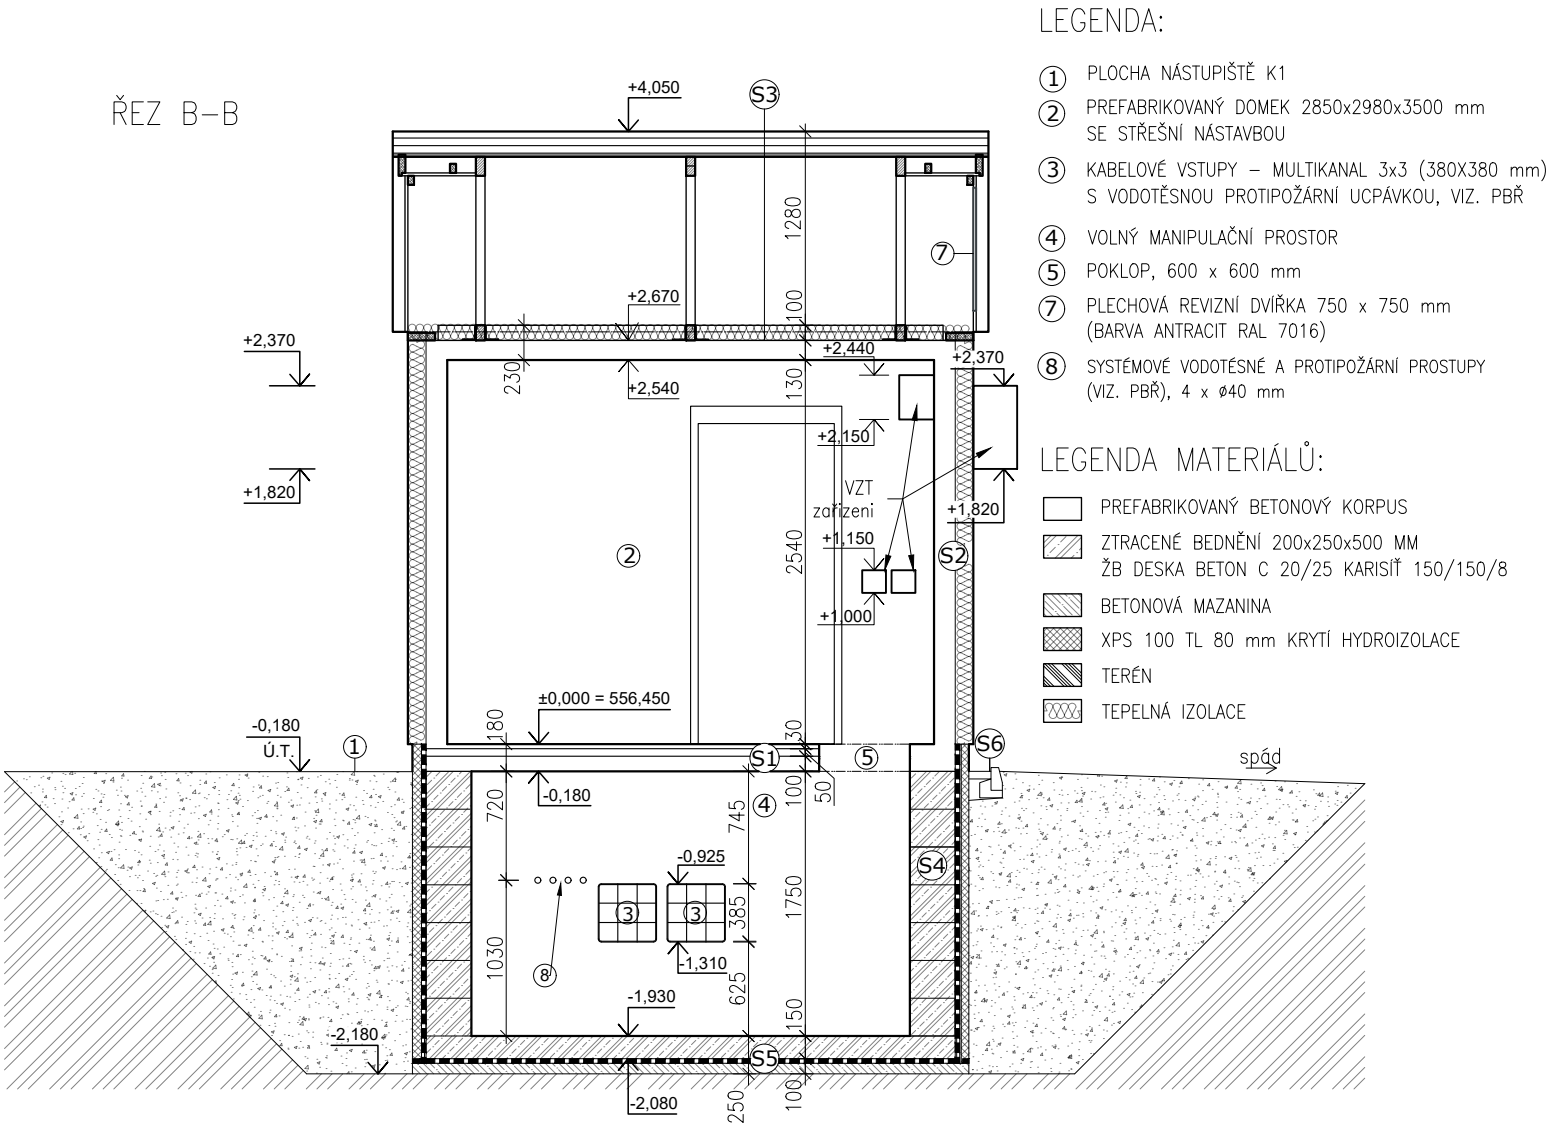 LEGENDA:
1 PLOCHA NÁSTUPIŠTĚ K1
2 PREFABRIKOVANÝ DOMEK 2850x2980x3500 mm
SE STŘEŠNÍ NÁSTAVBOU
3 KABELOVÉ VSTUPY – MULTIKANAL 3x3 (380X380 mm)
S VODOTĚSNOU PROTIPOŽÁRNÍ UCPÁVKOU, VIZ. PBŘ
4 VOLNÝ MANIPULAČNÍ PROSTOR
5 POKLOP, 600 x 600 mm
7 PLECHOVÁ REVIZNÍ DVÍŘKA 750 x 750 mm
(BARVA ANTRACIT RAL 7016)
8 SYSTÉMOVÉ VODOTÉSNÉ A PROTIPOŽÁRNÍ PROSTUPY
(VIZ. PBŘ), 4 x ø40 mm
LEGENDA MATERIÁLŮ:
PREFABRIKOVANÝ BETONOVÝ KORPUS
ZTRACENÉ BEDNĚNÍ 200x250x500 MM
ŽB DESKA BETON C 20/25 KARISÍŤ 150/150/8
BETONOVÁ MAZANINA
XPS 100 TL 80 mm KRYTÍ HYDROIZOLACE
TERÉN
TEPELNÁ IZOLACE
ŘEZ B–B
+4,050
S3
1280
7
+2,670
100
+2,370
+2,440
+2,370
230
+2,540
130
+2,150
VZT
zařízeni
+1,820
+1,820
+1,150
2
2540
S2
+1,000
±0,000 = 556,450
180
30
-0,180
Ú.T.
1
S1
5
S6
spád
-0,180
720
4
745
100
50
-0,925
S4
3
3
385
1750
8
1030
-1,310
625
-1,930
150
-2,180
S5
-2,080
250
100